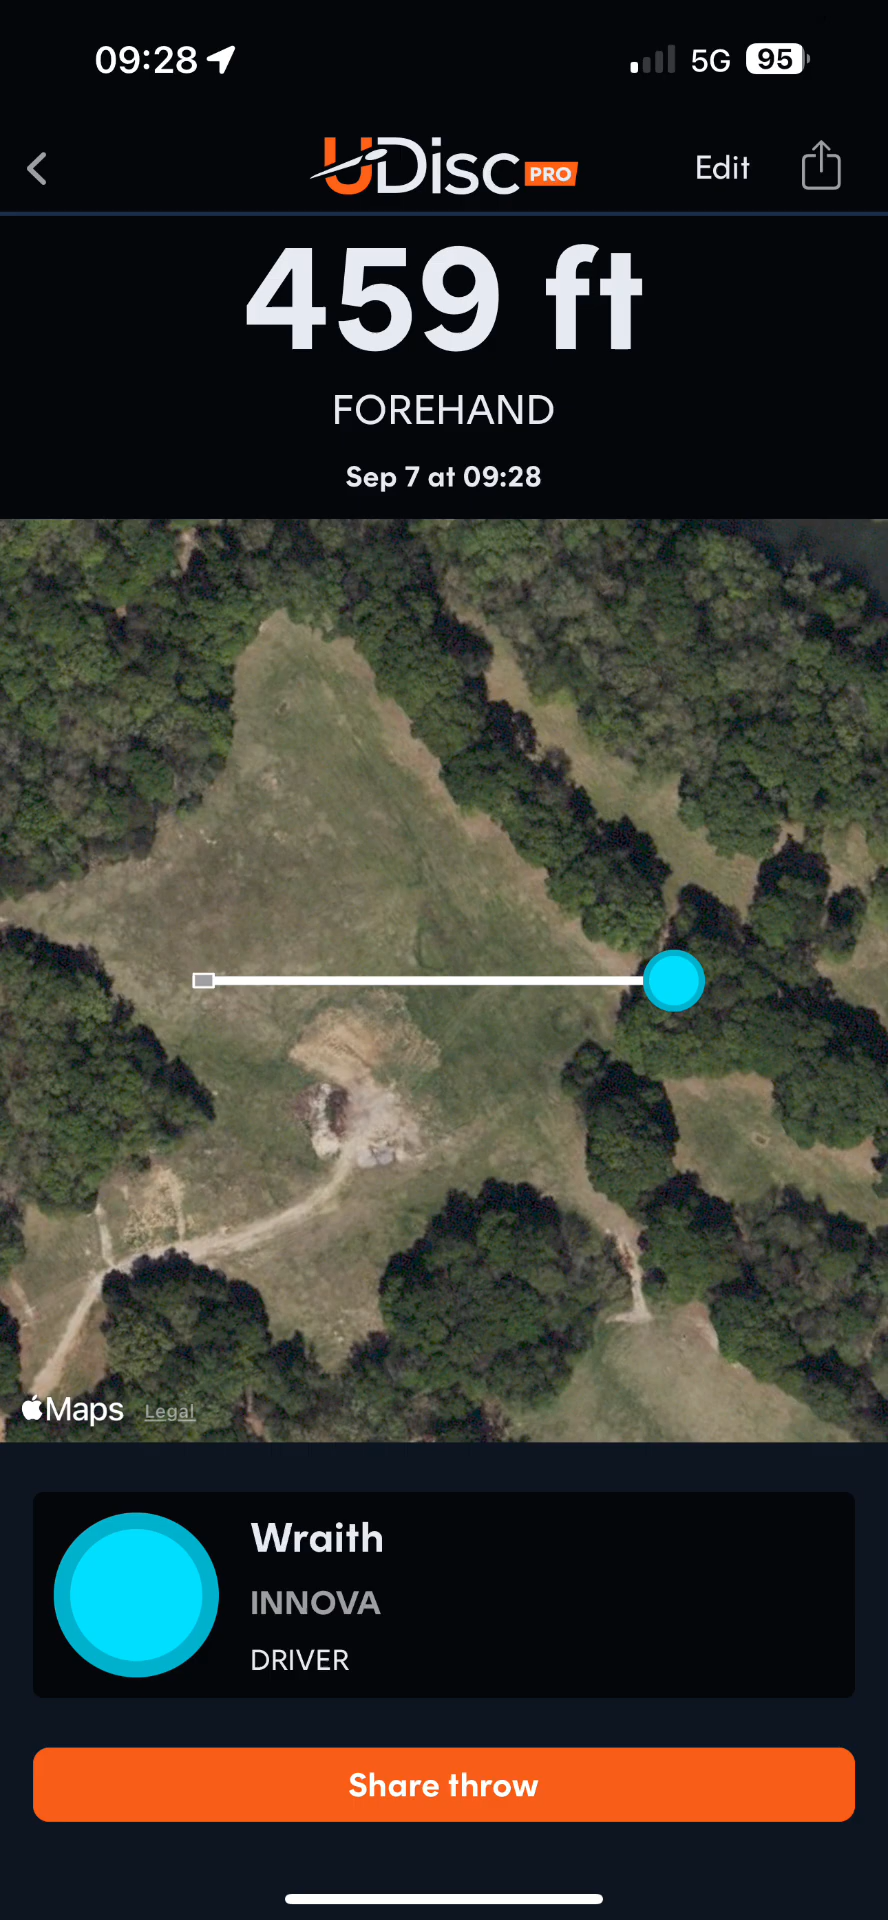 09:28
5G 95
UDisc PRO
Edit
459 ft
FOREHAND
Sep 7 at 09:28
Maps Legal
Wraith
INNOVA
DRIVER
Share throw